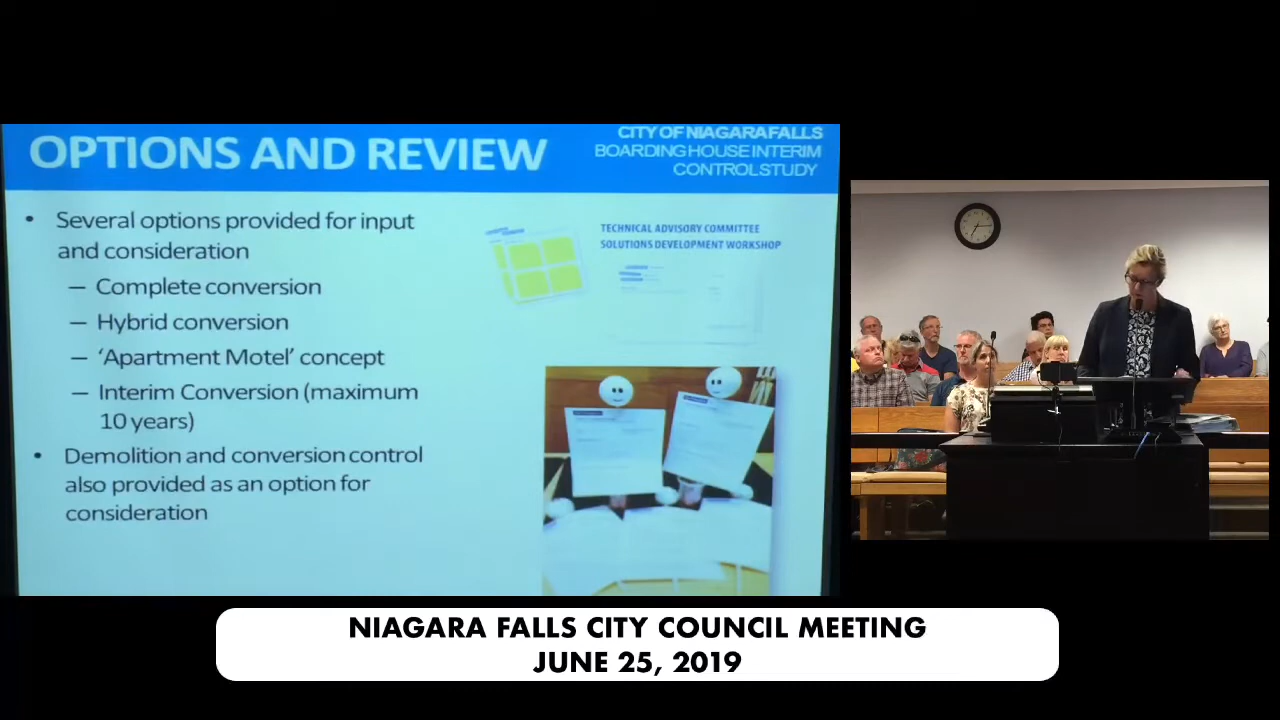 OPTIONS AND REVIEW
CITY OF NIAGARA FALLS
BOARDING HOUSE INTERIM
CONTROL STUDY
• Several options provided for input
and consideration
– Complete conversion
– Hybrid conversion
– ‘Apartment Motel’ concept
– Interim Conversion (maximum
10 years)
• Demolition and conversion control
also provided as an option for
consideration
TECHNICAL ADVISORY COMMITTEE
SOLUTIONS DEVELOPMENT WORKSHOP
NIAGARA FALLS CITY COUNCIL MEETING
JUNE 25, 2019